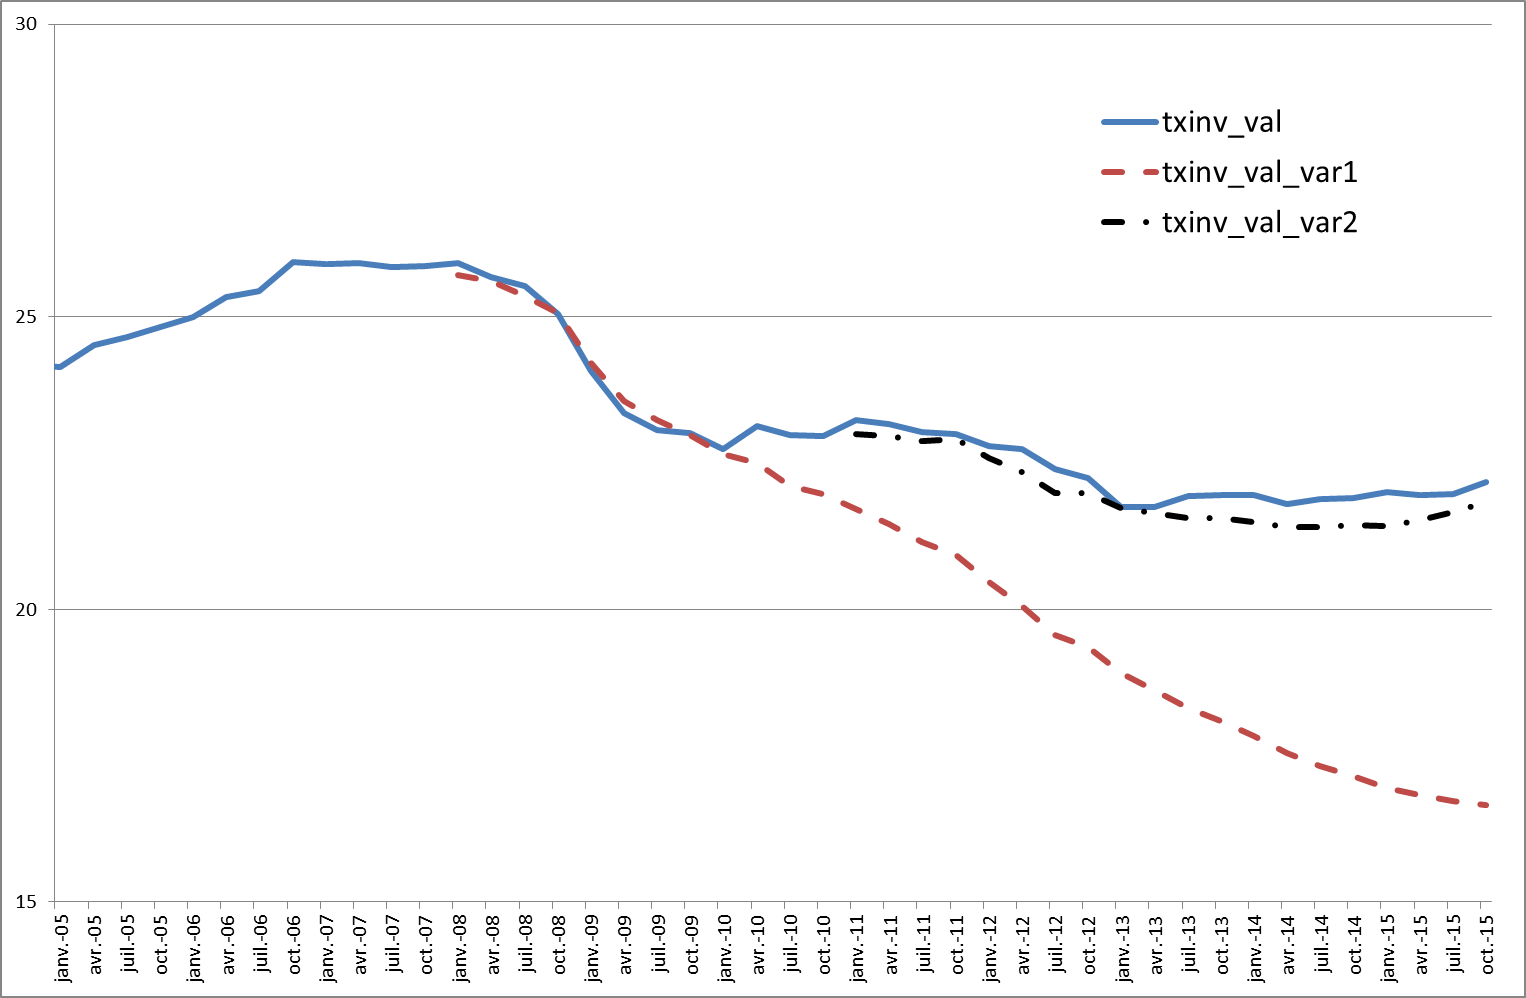 30
25
20
15
txinv_val
txinv_val_var1
txinv_val_var2
janv.-05
avr.-05
juil.-05
oct.-05
janv.-06
avr.-06
juil.-06
oct.-06
janv.-07
avr.-07
juil.-07
oct.-07
janv.-08
avr.-08
juil.-08
oct.-08
janv.-09
avr.-09
juil.-09
oct.-09
janv.-10
avr.-10
juil.-10
oct.-10
janv.-11
avr.-11
juil.-11
oct.-11
janv.-12
avr.-12
juil.-12
oct.-12
janv.-13
avr.-13
juil.-13
oct.-13
janv.-14
avr.-14
juil.-14
oct.-14
janv.-15
avr.-15
juil.-15
oct.-15